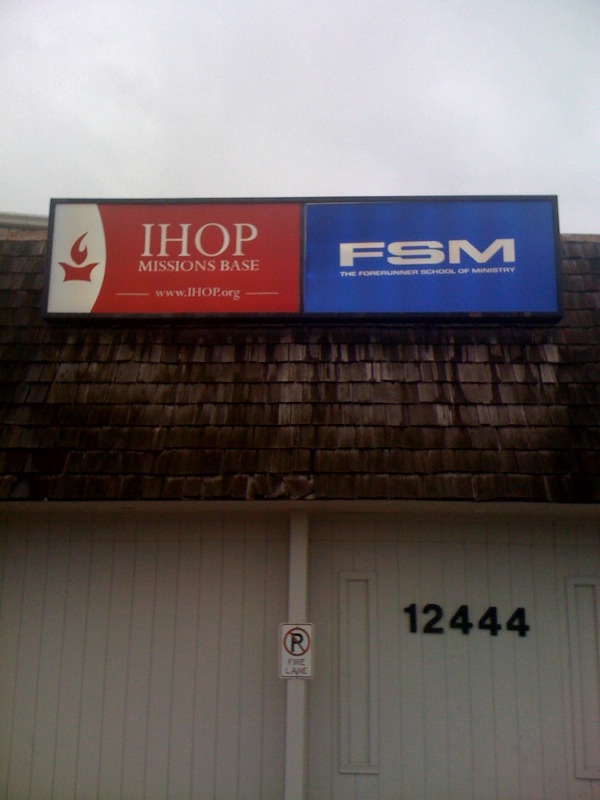 IHOP
MISSIONS BASE
www.IHOP.org
FSM
THE FORERUNNER SCHOOL OF MINISTRY
12444
P
FIRE
LANE